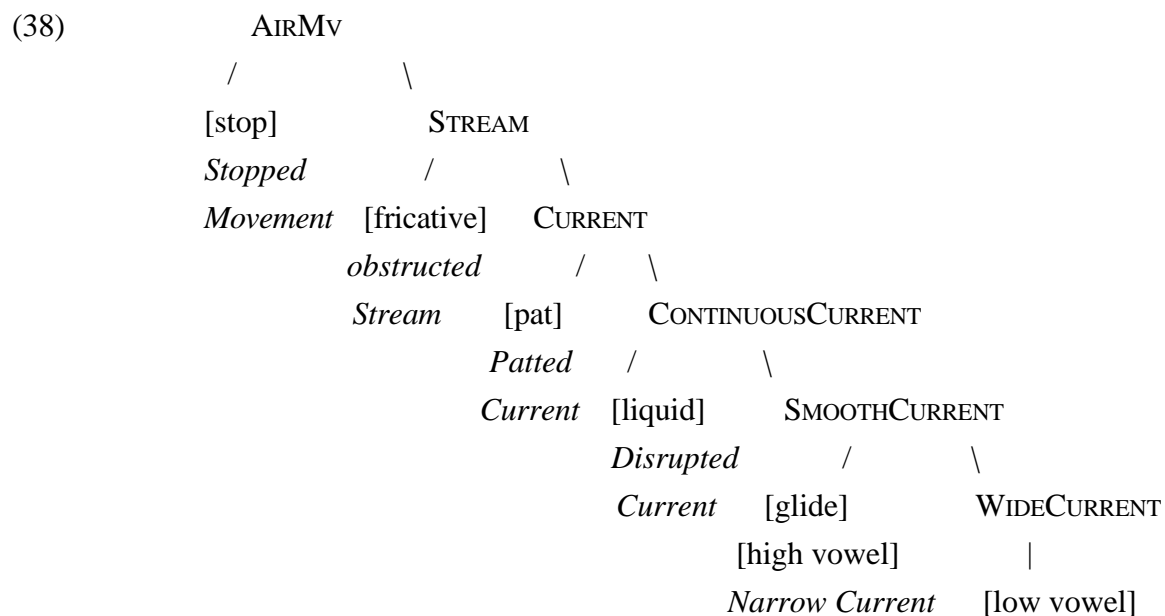 (38) AIRMV
/ \
[stop] STREAM
Stopped / \
Movement [fricative] CURRENT
obstructed / \
Stream [pat] CONTINUOUSCURRENT
Patted / \
Current [liquid] SMOOTHCURRENT
Disrupted / \
Current [glide] WIDECURRENT
[high vowel] |
Narrow Current [low vowel]